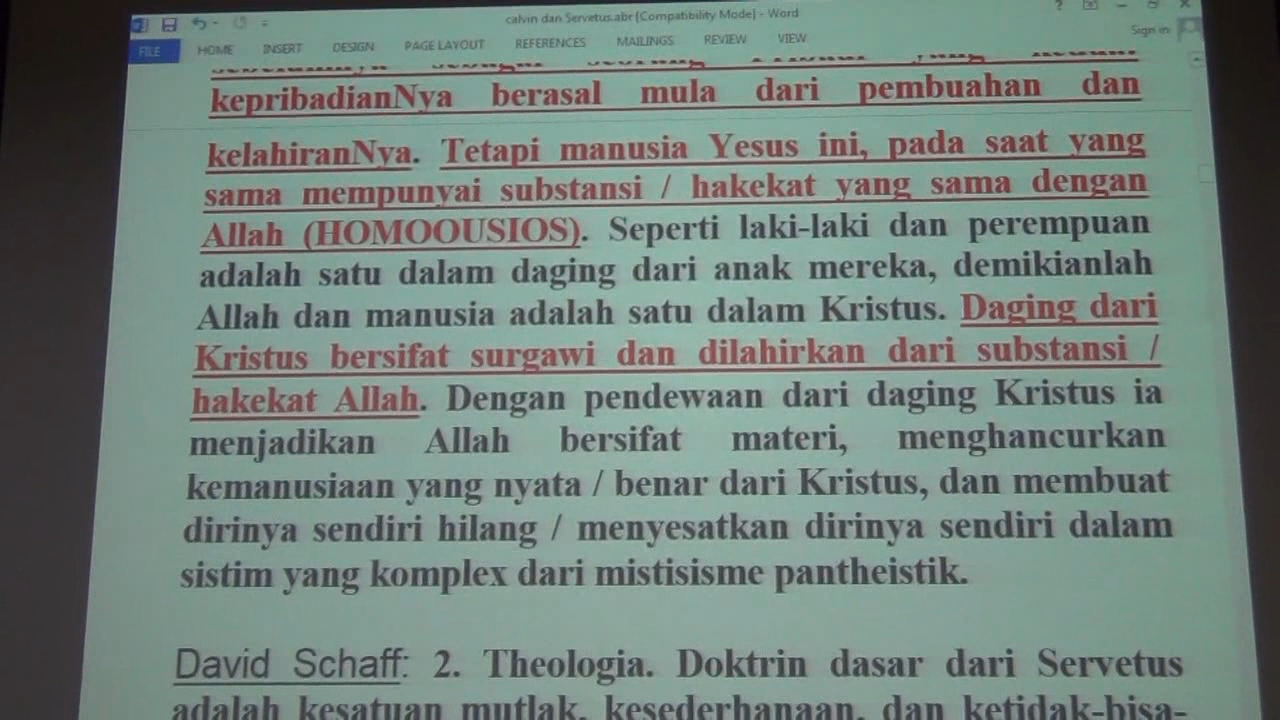 calvin dan Servetus.abr [Compatibility Mode] - Word
Sign in
FILE HOME INSERT DESIGN PAGE LAYOUT REFERENCES MAILINGS REVIEW VIEW
kepribadianNya berasal mula dari pembuahan dan
kelahiranNya. Tetapi manusia Yesus ini, pada saat yang
sama mempunyai substansi / hakekat yang sama dengan
Allah (HOMOOUSIOS). Seperti laki-laki dan perempuan
adalah satu dalam daging dari anak mereka, demikianlah
Allah dan manusia adalah satu dalam Kristus. Daging dari
Kristus bersifat surgawi dan dilahirkan dari substansi /
hakekat Allah. Dengan pendewaan dari daging Kristus ia
menjadikan Allah bersifat materi, menghancurkan
kemanusiaan yang nyata / benar dari Kristus, dan membuat
dirinya sendiri hilang / menyesatkan dirinya sendiri dalam
sistim yang komplex dari mistisisme pantheistik.
David Schaff: 2. Theologia. Doktrin dasar dari Servetus
adalah kesatuan mutlak, kesederhanaan, dan ketidak-bisa-